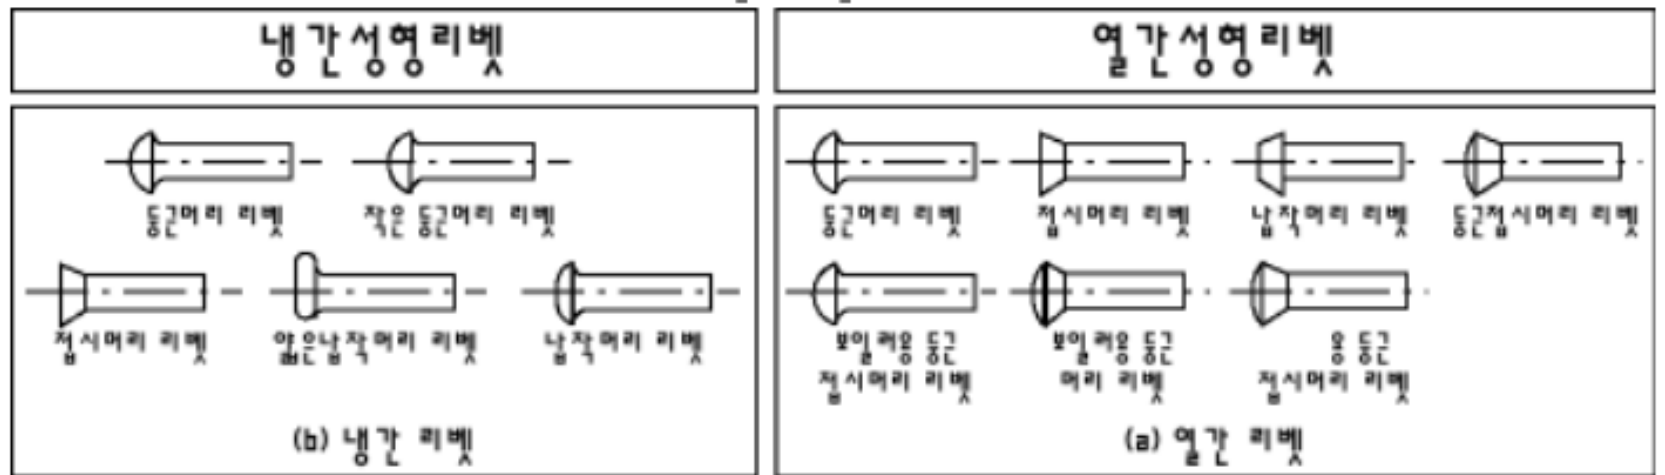 냉간성형리벳
둥근머리 리벳 작은 둥근머리 리벳
접시머리 리벳 얇은납작머리 리벳 납작머리 리벳
(b) 냉간 리벳
열간성형리벳
둥근머리 리벳 접시머리 리벳 납작머리 리벳 둥근접시머리 리벳
보일러용 둥근 보일러용 둥근 용 둥근
접시머리 리벳 머리 리벳 접시머리 리벳
(a) 열간 리벳